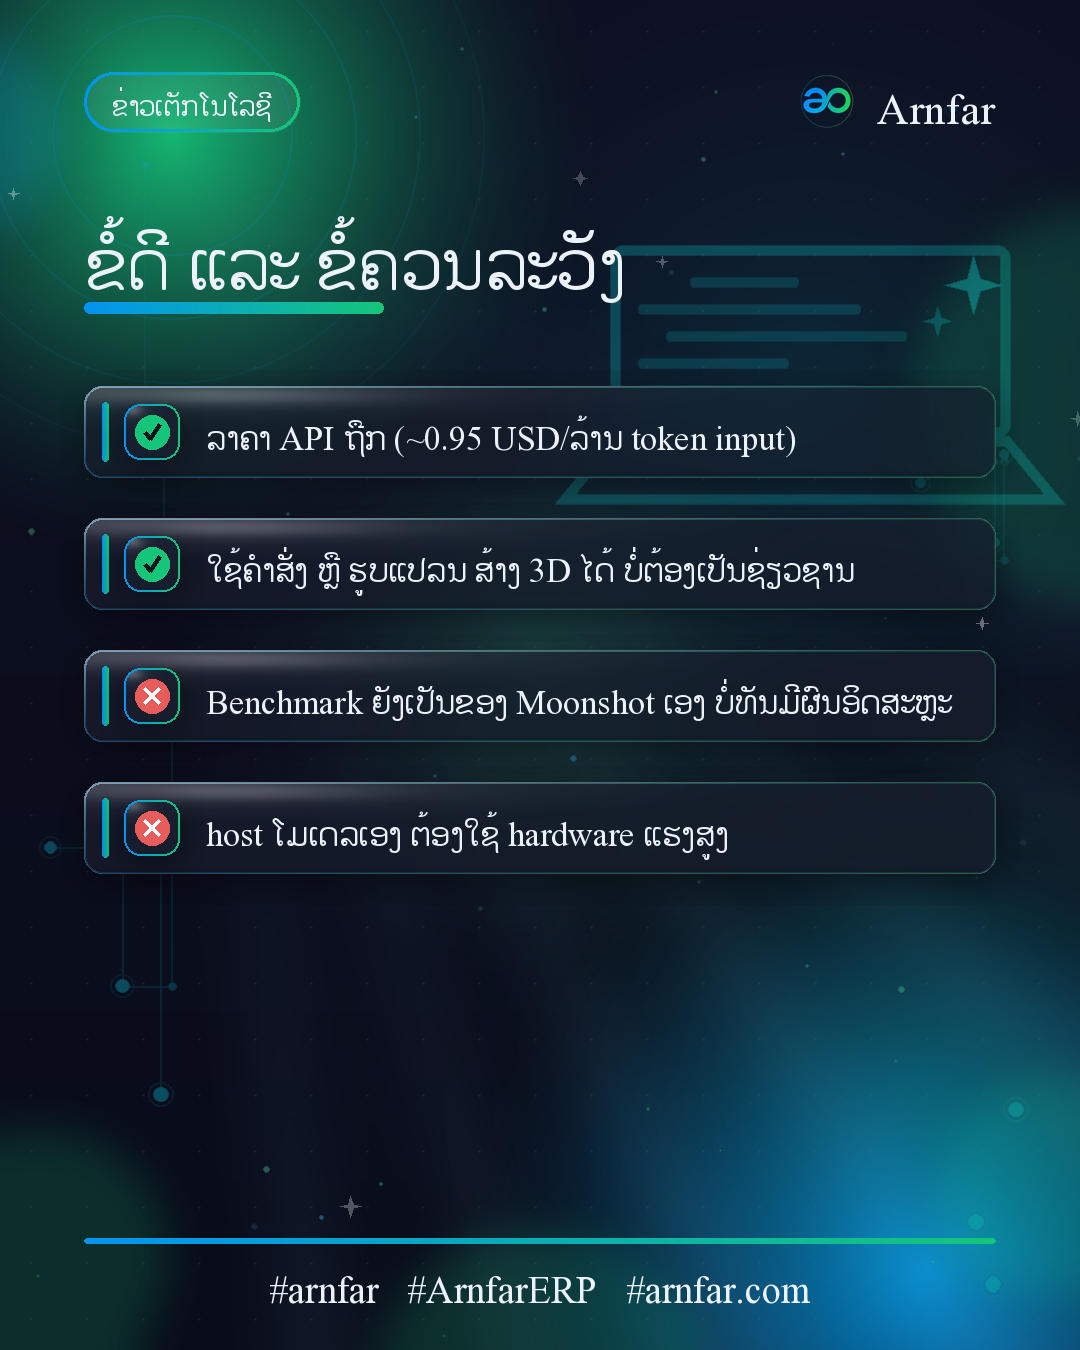 ຂ່າວເຕັກໂນໂລຊີ
Arnfar
ຂໍ້ດີ ແລະ ຂໍ້ຄວນລະວັງ
ລາຄາ API ຖືກ (~0.95 USD/ລ້ານ token input)
ໃຊ້ຄຳສັ່ງ ຫຼື ຮູບແປລນ ສ້າງ 3D ໄດ້ ບໍ່ຕ້ອງເປັນຊ່ຽວຊານ
Benchmark ຍັງເປັນຂອງ Moonshot ເອງ ບໍ່ທັນມີຜົນອິດສະຫຼະ
host ໂມເດລເອງ ຕ້ອງໃຊ້ hardware ແຮງສູງ
#arnfar #ArnfarERP #arnfar.com